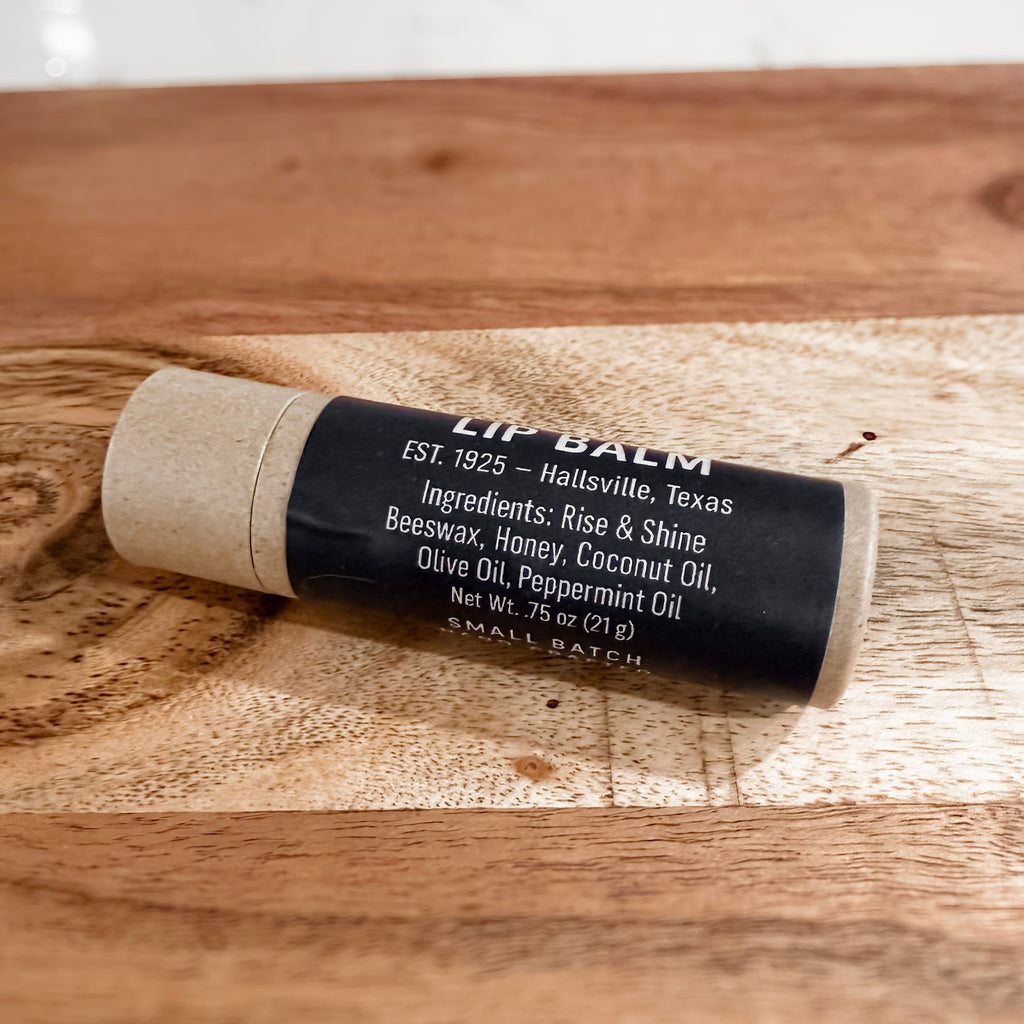 LIP BALM
EST. 1925 – Hallsville, Texas
Ingredients: Rise & Shine
Beeswax, Honey, Coconut Oil,
Olive Oil, Peppermint Oil
Net Wt. .75 oz (21 g)
SMALL BATCH